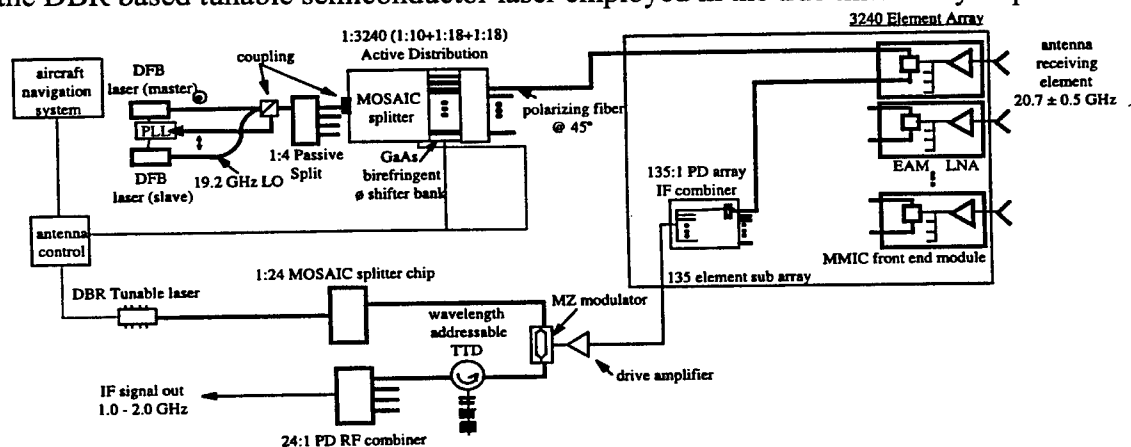 the DBR based tunable semiconductor laser employed in the true
3240 Element Array
1:3240 (1:10+1:18+1:18)
Active Distribution
coupling
aircraft
navigation
system
DFB
laser (master)
MOSAIC
splitter
antenna
receiving
element
20.7 ± 0.5 GHz
polarizing fiber
@ 45°
PLL
1:4 Passive
Split
GaAs
birefringent
ø shifter bank
DFB
laser (slave)
19.2 GHz LO
135:1 PD array
IF combiner
EAM LNA
antenna
control
MMIC front end module
135 element sub array
1:24 MOSAIC splitter chip
DBR Tunable laser
MZ modulator
wavelength
addressable
TTD
drive amplifier
IF signal out
1.0 - 2.0 GHz
24:1 PD RF combiner